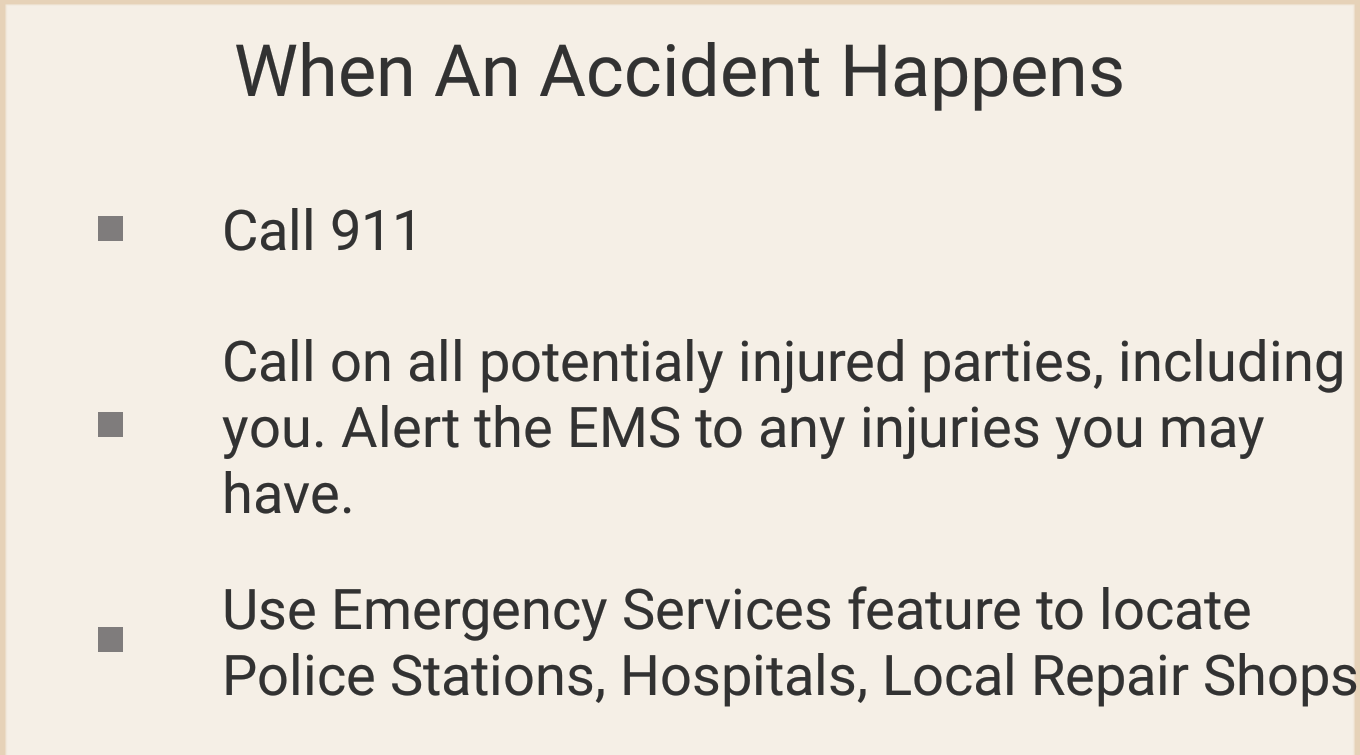 When An Accident Happens
Call 911
Call on all potentialy injured parties, including
you. Alert the EMS to any injuries you may
have.
Use Emergency Services feature to locate
Police Stations, Hospitals, Local Repair Shops